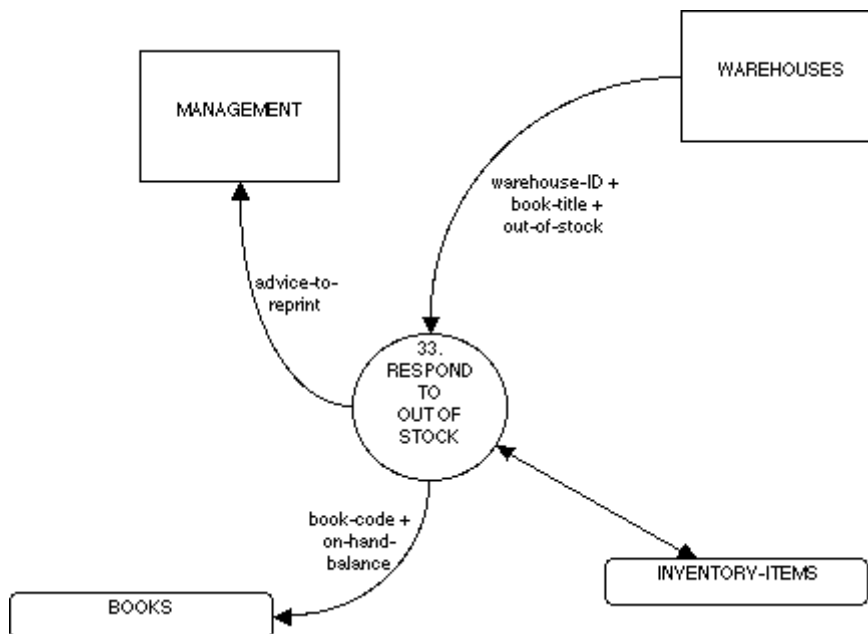 WAREHOUSES
MANAGEMENT
warehouse-ID +
book-title +
out-of-stock
advice-to-
reprint
33.
RESPOND
TO
OUT OF
STOCK
book-code +
on-hand-
balance
INYENTORY-ITEMS
BOOKS